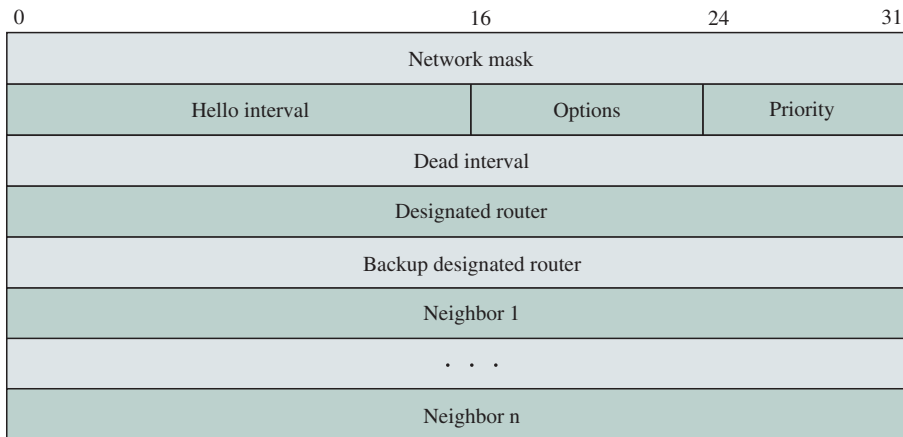 0 16 24 31
Network mask
Hello interval Options Priority
Dead interval
Designated router
Backup designated router
Neighbor 1
. . .
Neighbor n